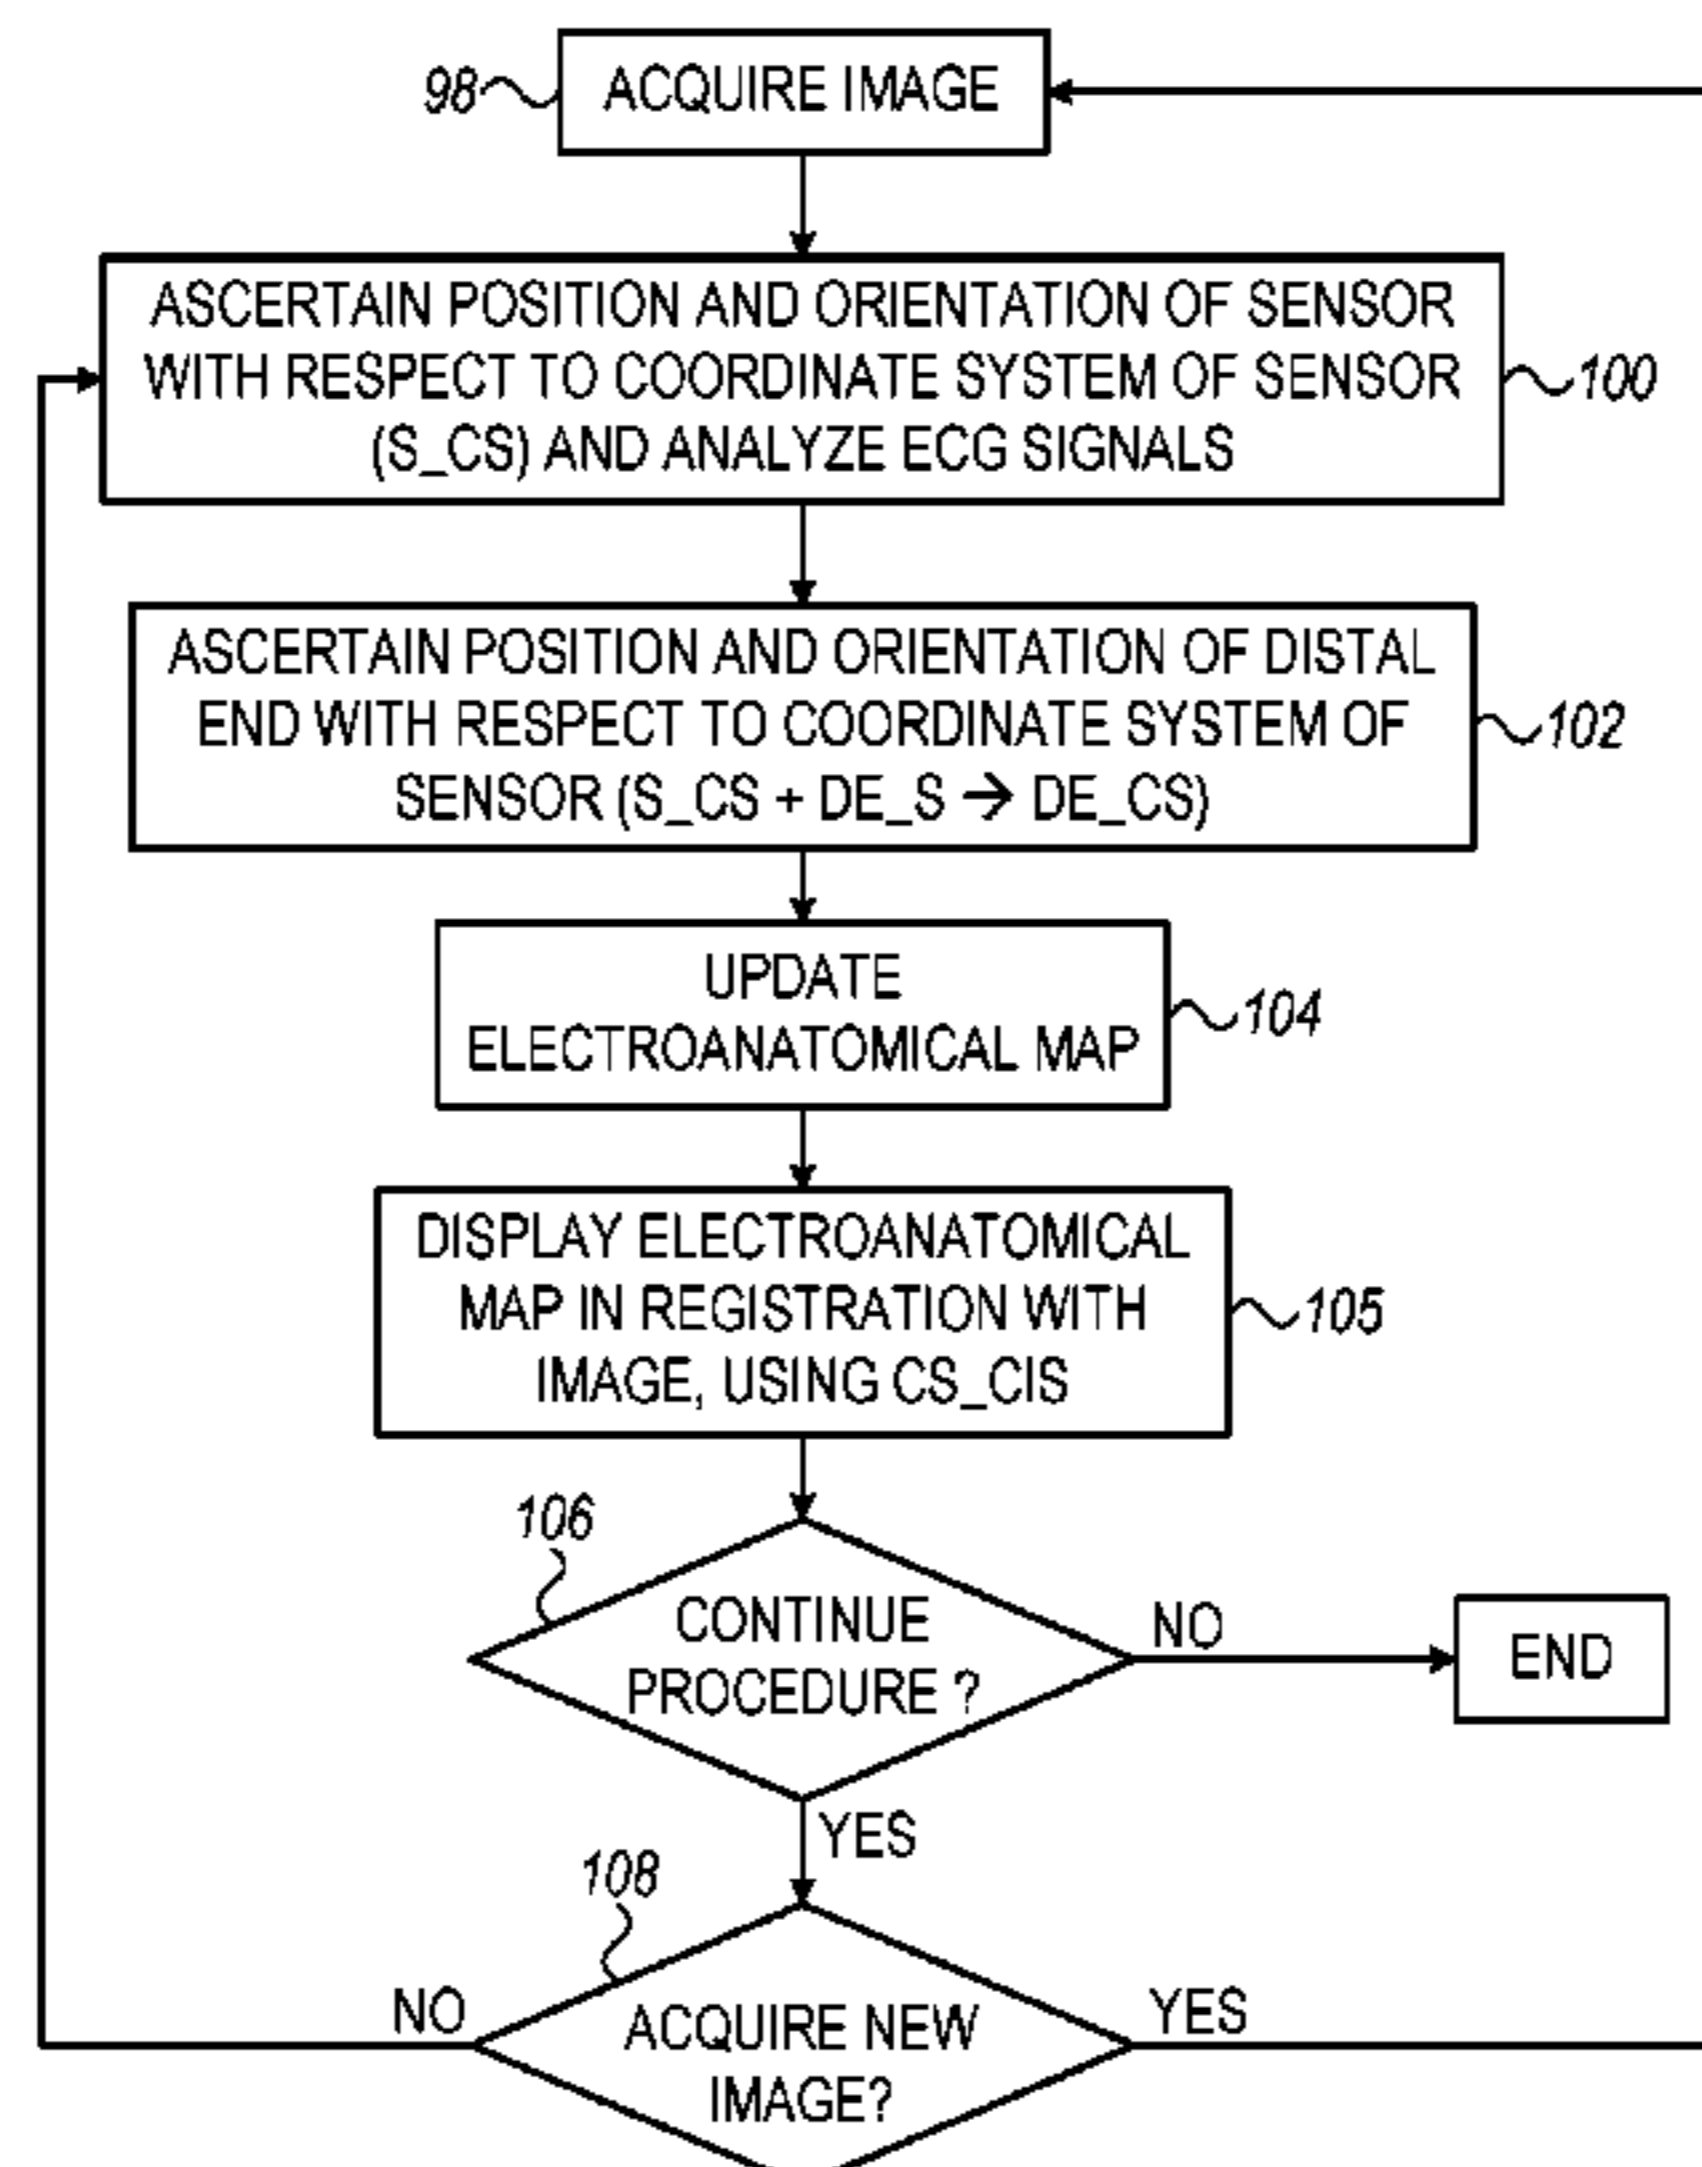 98
ACQUIRE IMAGE
ASCERTAIN POSITION AND ORIENTATION OF SENSOR
WITH RESPECT TO COORDINATE SYSTEM OF SENSOR
(S_CS) AND ANALYZE ECG SIGNALS
100
ASCERTAIN POSITION AND ORIENTATION OF DISTAL
END WITH RESPECT TO COORDINATE SYSTEM OF
SENSOR (S_CS + DE_S → DE_CS)
102
UPDATE
ELECTROANATOMICAL MAP
104
DISPLAY ELECTROANATOMICAL
MAP IN REGISTRATION WITH
IMAGE, USING CS_CIS
105
106
CONTINUE
PROCEDURE ?
NO
END
YES
108
NO
ACQUIRE NEW
IMAGE?
YES